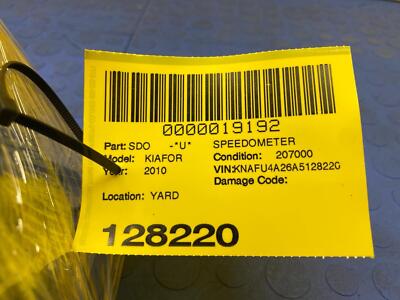 0000019192
Part: SDO -*U* SPEEDOMETER
Model: KIAFOR Condition: 207000
Year: 2010 VIN:KNAFU4A26A5128220
Damage Code:
Location: YARD
128220